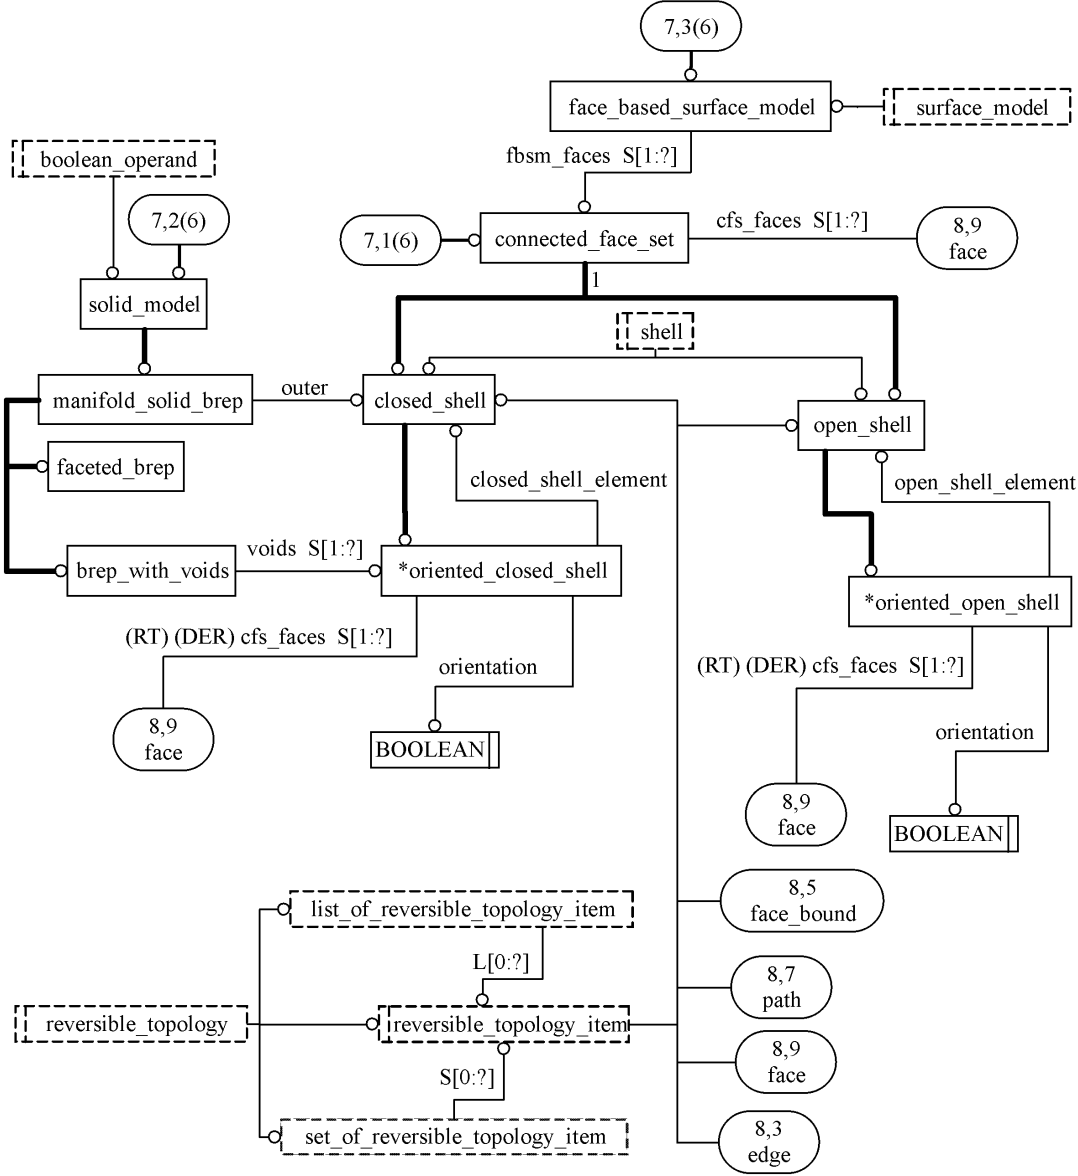 7,3(6)
face_based_surface_model
surface_model
boolean_operand
fbsm_faces S[1:?]
7,2(6)
7,1(6)
connected_face_set
cfs_faces S[1:?]
8,9
face
1
solid_model
shell
manifold_solid_brep
outer
closed_shell
open_shell
faceted_brep
closed_shell_element
open_shell_element
brep_with_voids
voids S[1:?]
*oriented_closed_shell
*oriented_open_shell
(RT) (DER) cfs_faces S[1:?]
orientation
(RT) (DER) cfs_faces S[1:?]
8,9
face
BOOLEAN
orientation
8,9
face
BOOLEAN
8,5
face_bound
list_of_reversible_topology_item
L[0:?]
8,7
path
reversible_topology
reversible_topology_item
8,9
face
S[0:?]
set_of_reversible_topology_item
8,3
edge